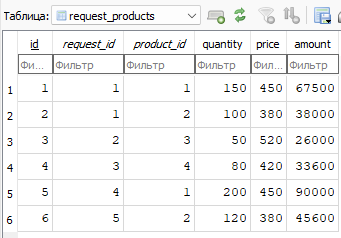 Таблица: request_products
id request_id product_id quantity price amount
Фи... Фильтр Фильтр Фильтр Фи... Фильтр
1 1 1 1 150 450 67500
2 2 1 2 100 380 38000
3 3 2 3 50 520 26000
4 4 3 4 80 420 33600
5 5 4 1 200 450 90000
6 6 5 2 120 380 45600